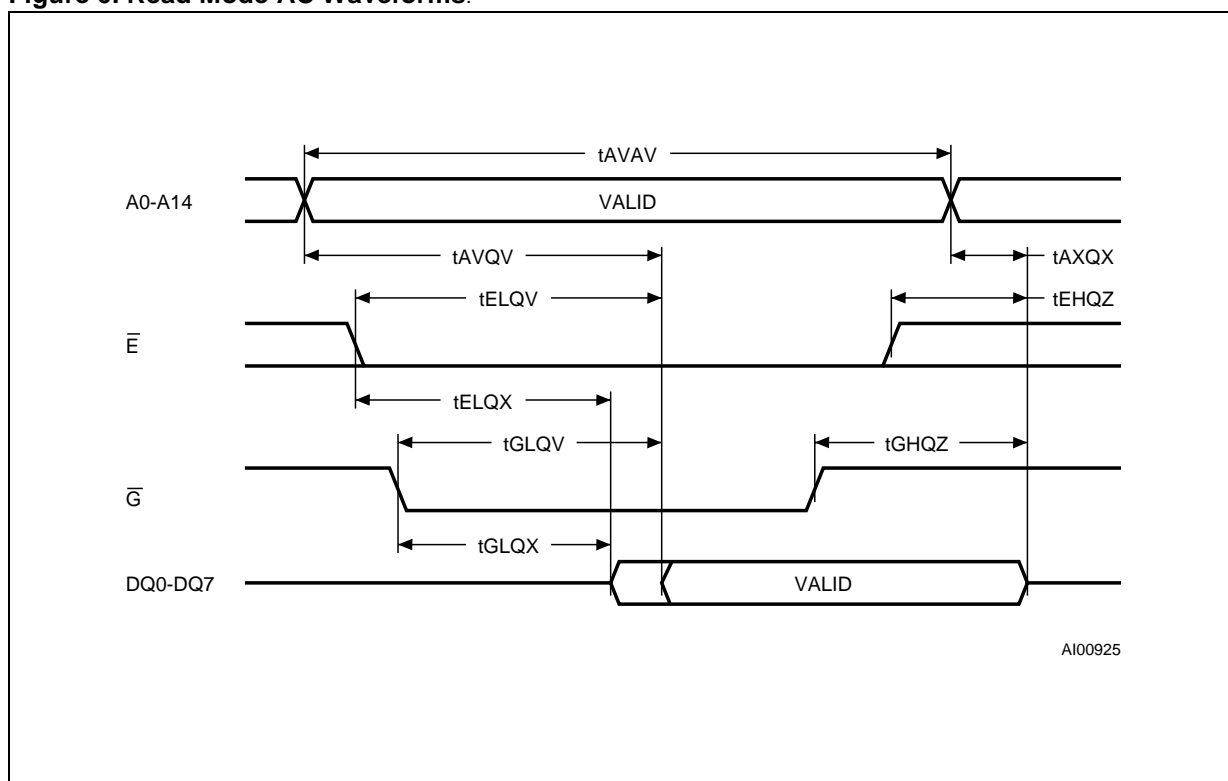 Figure 6. Read Mode AC Waveforms.
tAVAV
A0-A14
VALID
tAVQV
tAXQX
tELQV
tEHQZ
E̅
tELQX
tGLQV
tGHQZ
G̅
tGLQX
DQ0-DQ7
VALID
AI00925